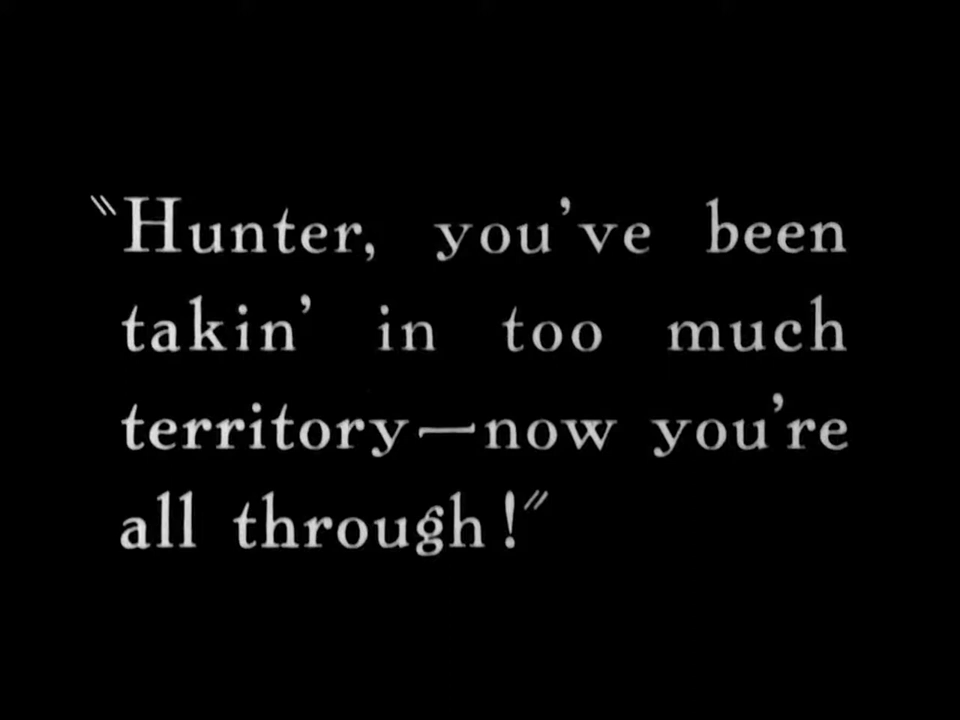 "Hunter, you've been
takin' in too much
territory—now you're
all through!"